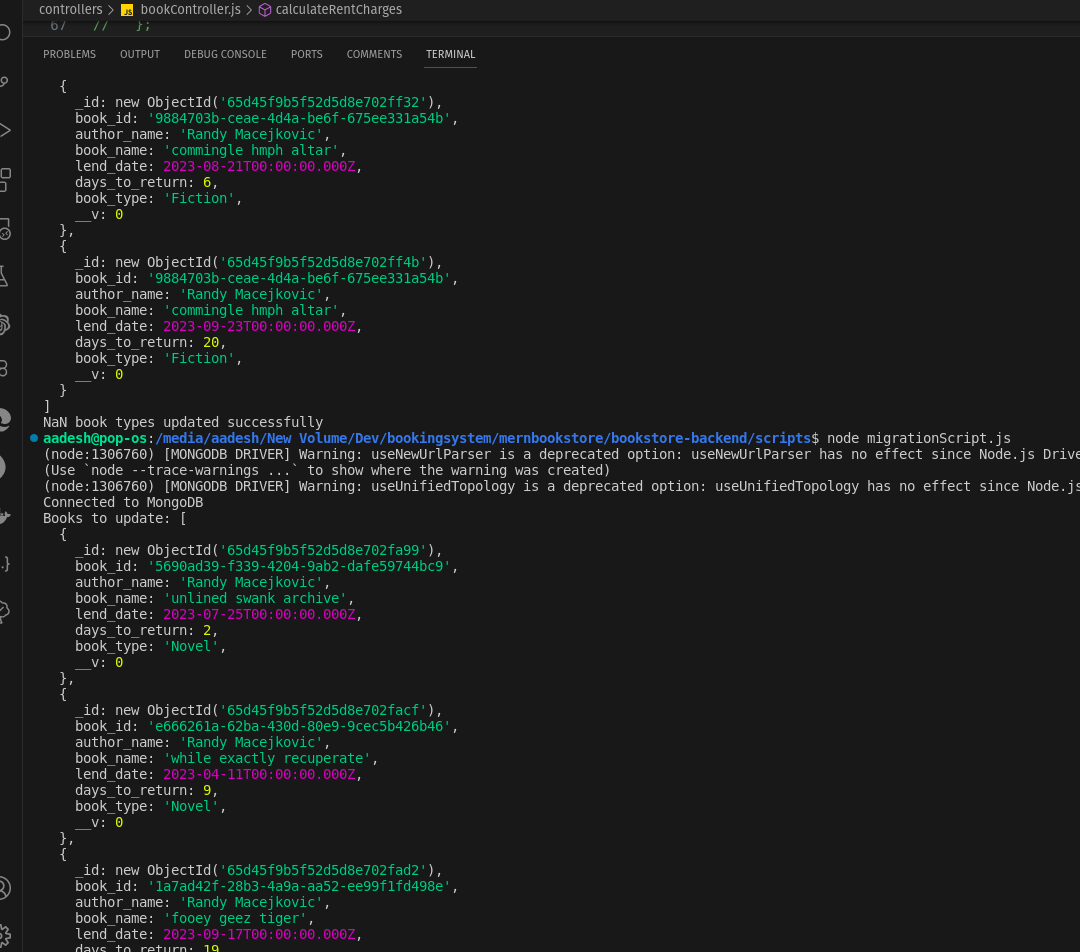 controllers > JS bookController.js > calculateRentCharges
67 // };
PROBLEMS OUTPUT DEBUG CONSOLE PORTS COMMENTS TERMINAL
{
_id: new ObjectId('65d45f9b5f52d5d8e702ff32'),
book_id: '9884703b-ceae-4d4a-be6f-675ee331a54b',
author_name: 'Randy Macejkovic',
book_name: 'commingle hmph altar',
lend_date: 2023-08-21T00:00:00.000Z,
days_to_return: 6,
book_type: 'Fiction',
__v: 0
},
{
_id: new ObjectId('65d45f9b5f52d5d8e702ff4b'),
book_id: '9884703b-ceae-4d4a-be6f-675ee331a54b',
author_name: 'Randy Macejkovic',
book_name: 'commingle hmph altar',
lend_date: 2023-09-23T00:00:00.000Z,
days_to_return: 20,
book_type: 'Fiction',
__v: 0
}
]
NaN book types updated successfully
aadesh@pop-os:/media/aadesh/New Volume/Dev/bookingsystem/mernbookstore/bookstore-backend/scripts$ node migrationScript.js
(node:1306760) [MONGODB DRIVER] Warning: useNewUrlParser is a deprecated option: useNewUrlParser has no effect since Node.js Drive
(Use `node --trace-warnings ...` to show where the warning was created)
(node:1306760) [MONGODB DRIVER] Warning: useUnifiedTopology is a deprecated option: useUnifiedTopology has no effect since Node.js
Connected to MongoDB
Books to update: [
{
_id: new ObjectId('65d45f9b5f52d5d8e702fa99'),
book_id: '5690ad39-f339-4204-9ab2-dafe59744bc9',
author_name: 'Randy Macejkovic',
book_name: 'unlined swank archive',
lend_date: 2023-07-25T00:00:00.000Z,
days_to_return: 2,
book_type: 'Novel',
__v: 0
},
{
_id: new ObjectId('65d45f9b5f52d5d8e702facf'),
book_id: 'e666261a-62ba-430d-80e9-9cec5b426b46',
author_name: 'Randy Macejkovic',
book_name: 'while exactly recuperate',
lend_date: 2023-04-11T00:00:00.000Z,
days_to_return: 9,
book_type: 'Novel',
__v: 0
},
{
_id: new ObjectId('65d45f9b5f52d5d8e702fad2'),
book_id: '1a7ad42f-28b3-4a9a-aa52-ee99f1fd498e',
author_name: 'Randy Macejkovic',
book_name: 'fooey geez tiger',
lend_date: 2023-09-17T00:00:00.000Z,
days_to_return: 19